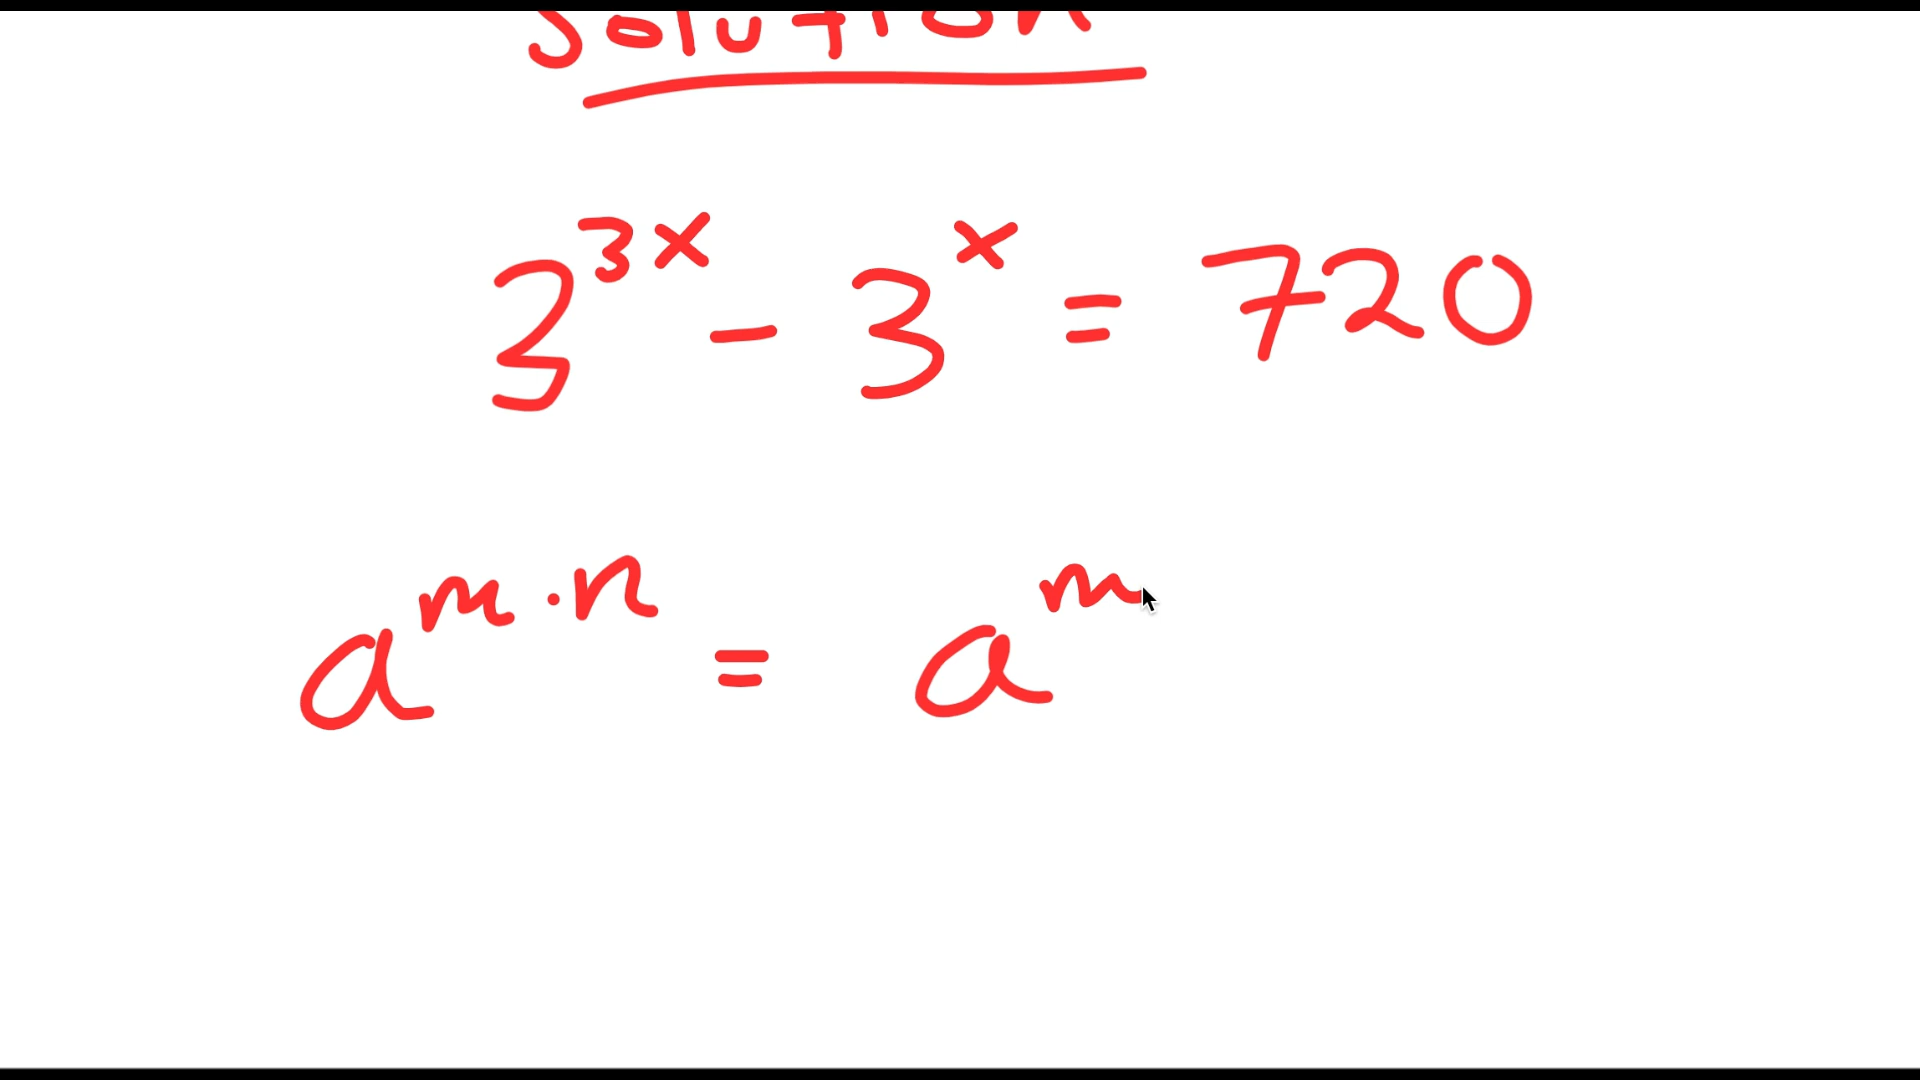 Solution
3^{3x} - 3^x = 720
a^{m·n} = a^m